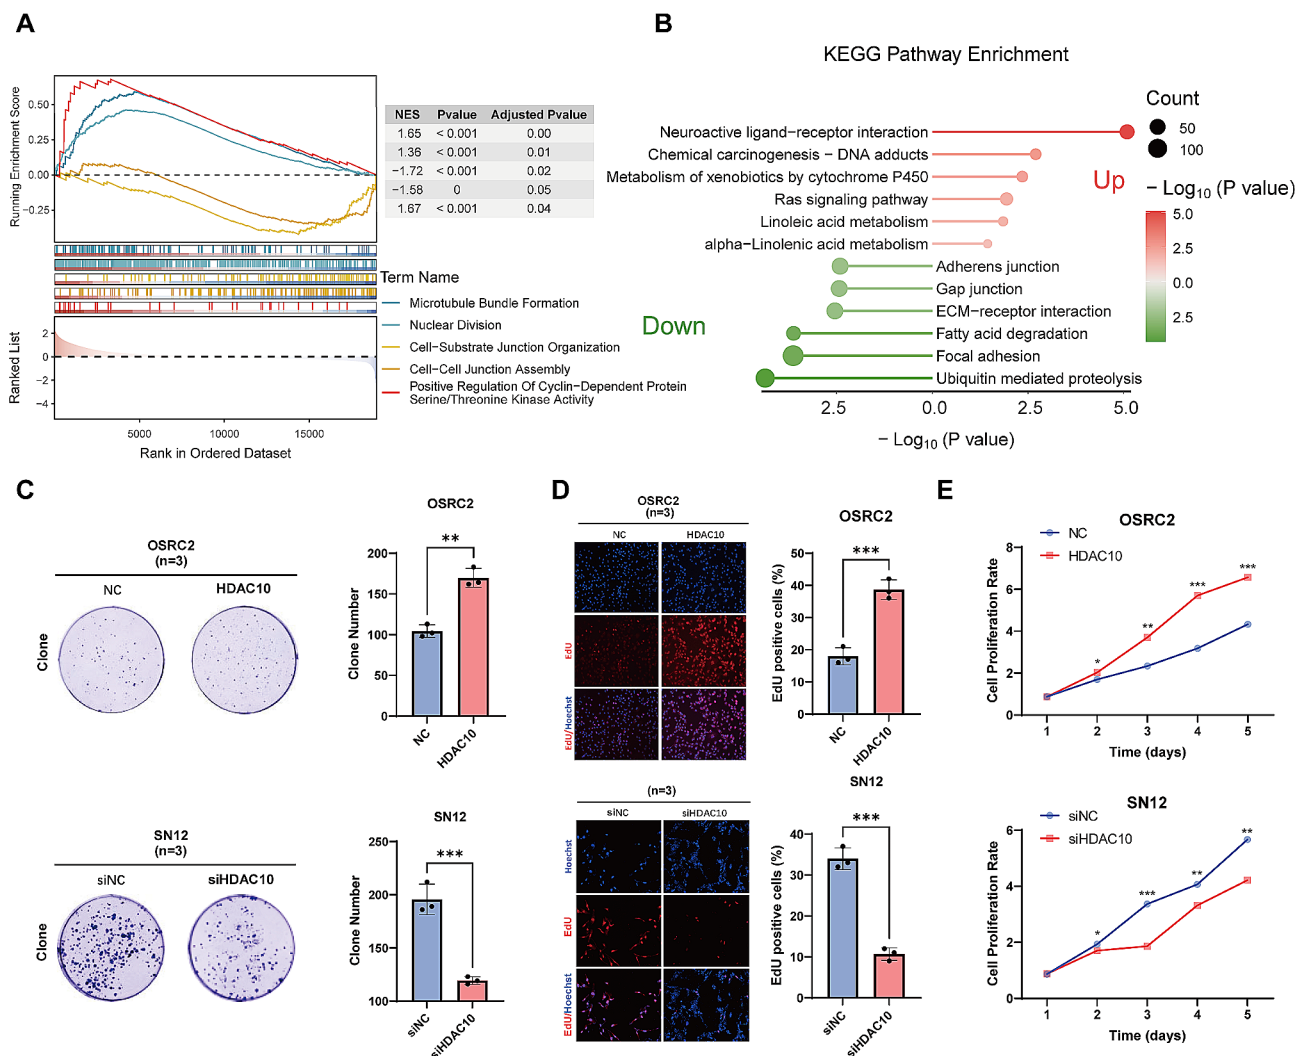 A
Running Enrichment Score
0.50
0.25
0.00
−0.25
NES Pvalue Adjusted Pvalue
1.65 < 0.001 0.00
1.36 < 0.001 0.01
−1.72 < 0.001 0.02
−1.58 0 0.05
1.67 < 0.001 0.04
Term Name
Microtubule Bundle Formation
Nuclear Division
Cell−Substrate Junction Organization
Cell−Cell Junction Assembly
Positive Regulation Of Cyclin−Dependent Protein
Serine/Threonine Kinase Activity
Ranked List
2
0
−2
−4
5000 10000 15000
Rank in Ordered Dataset
B
KEGG Pathway Enrichment
Neuroactive ligand−receptor interaction
Chemical carcinogenesis − DNA adducts
Metabolism of xenobiotics by cytochrome P450
Ras signaling pathway
Linoleic acid metabolism
alpha−Linolenic acid metabolism
Adherens junction
Gap junction
ECM−receptor interaction
Fatty acid degradation
Focal adhesion
Ubiquitin mediated proteolysis
Up
Down
2.5 0.0 2.5 5.0
− Log10 (P value)
Count
50
100
− Log10 (P value)
5.0
2.5
0.0
2.5
C
OSRC2
(n=3)
NC HDAC10
Clone
OSRC2
**
Clone Number
200
150
100
50
0
NC HDAC10
SN12
(n=3)
siNC siHDAC10
Clone
SN12
***
Clone Number
250
200
150
100
siNC siHDAC10
D
OSRC2
(n=3)
NC HDAC10
EdU
EdU/Hoechst
OSRC2
***
EdU positive cells (%)
50
40
30
20
10
0
NC HDAC10
(n=3)
siNC siHDAC10
Hoechst
EdU
EdU/Hoechst
SN12
***
EdU positive cells (%)
40
30
20
10
0
siNC siHDAC10
E
OSRC2
NC
HDAC10
Cell Proliferation Rate
8
6
4
2
0
* ** *** ***
1 2 3 4 5
Time (days)
SN12
siNC
siHDAC10
Cell Proliferation Rate
6
4
2
0
* *** ** **
1 2 3 4 5
Time (days)